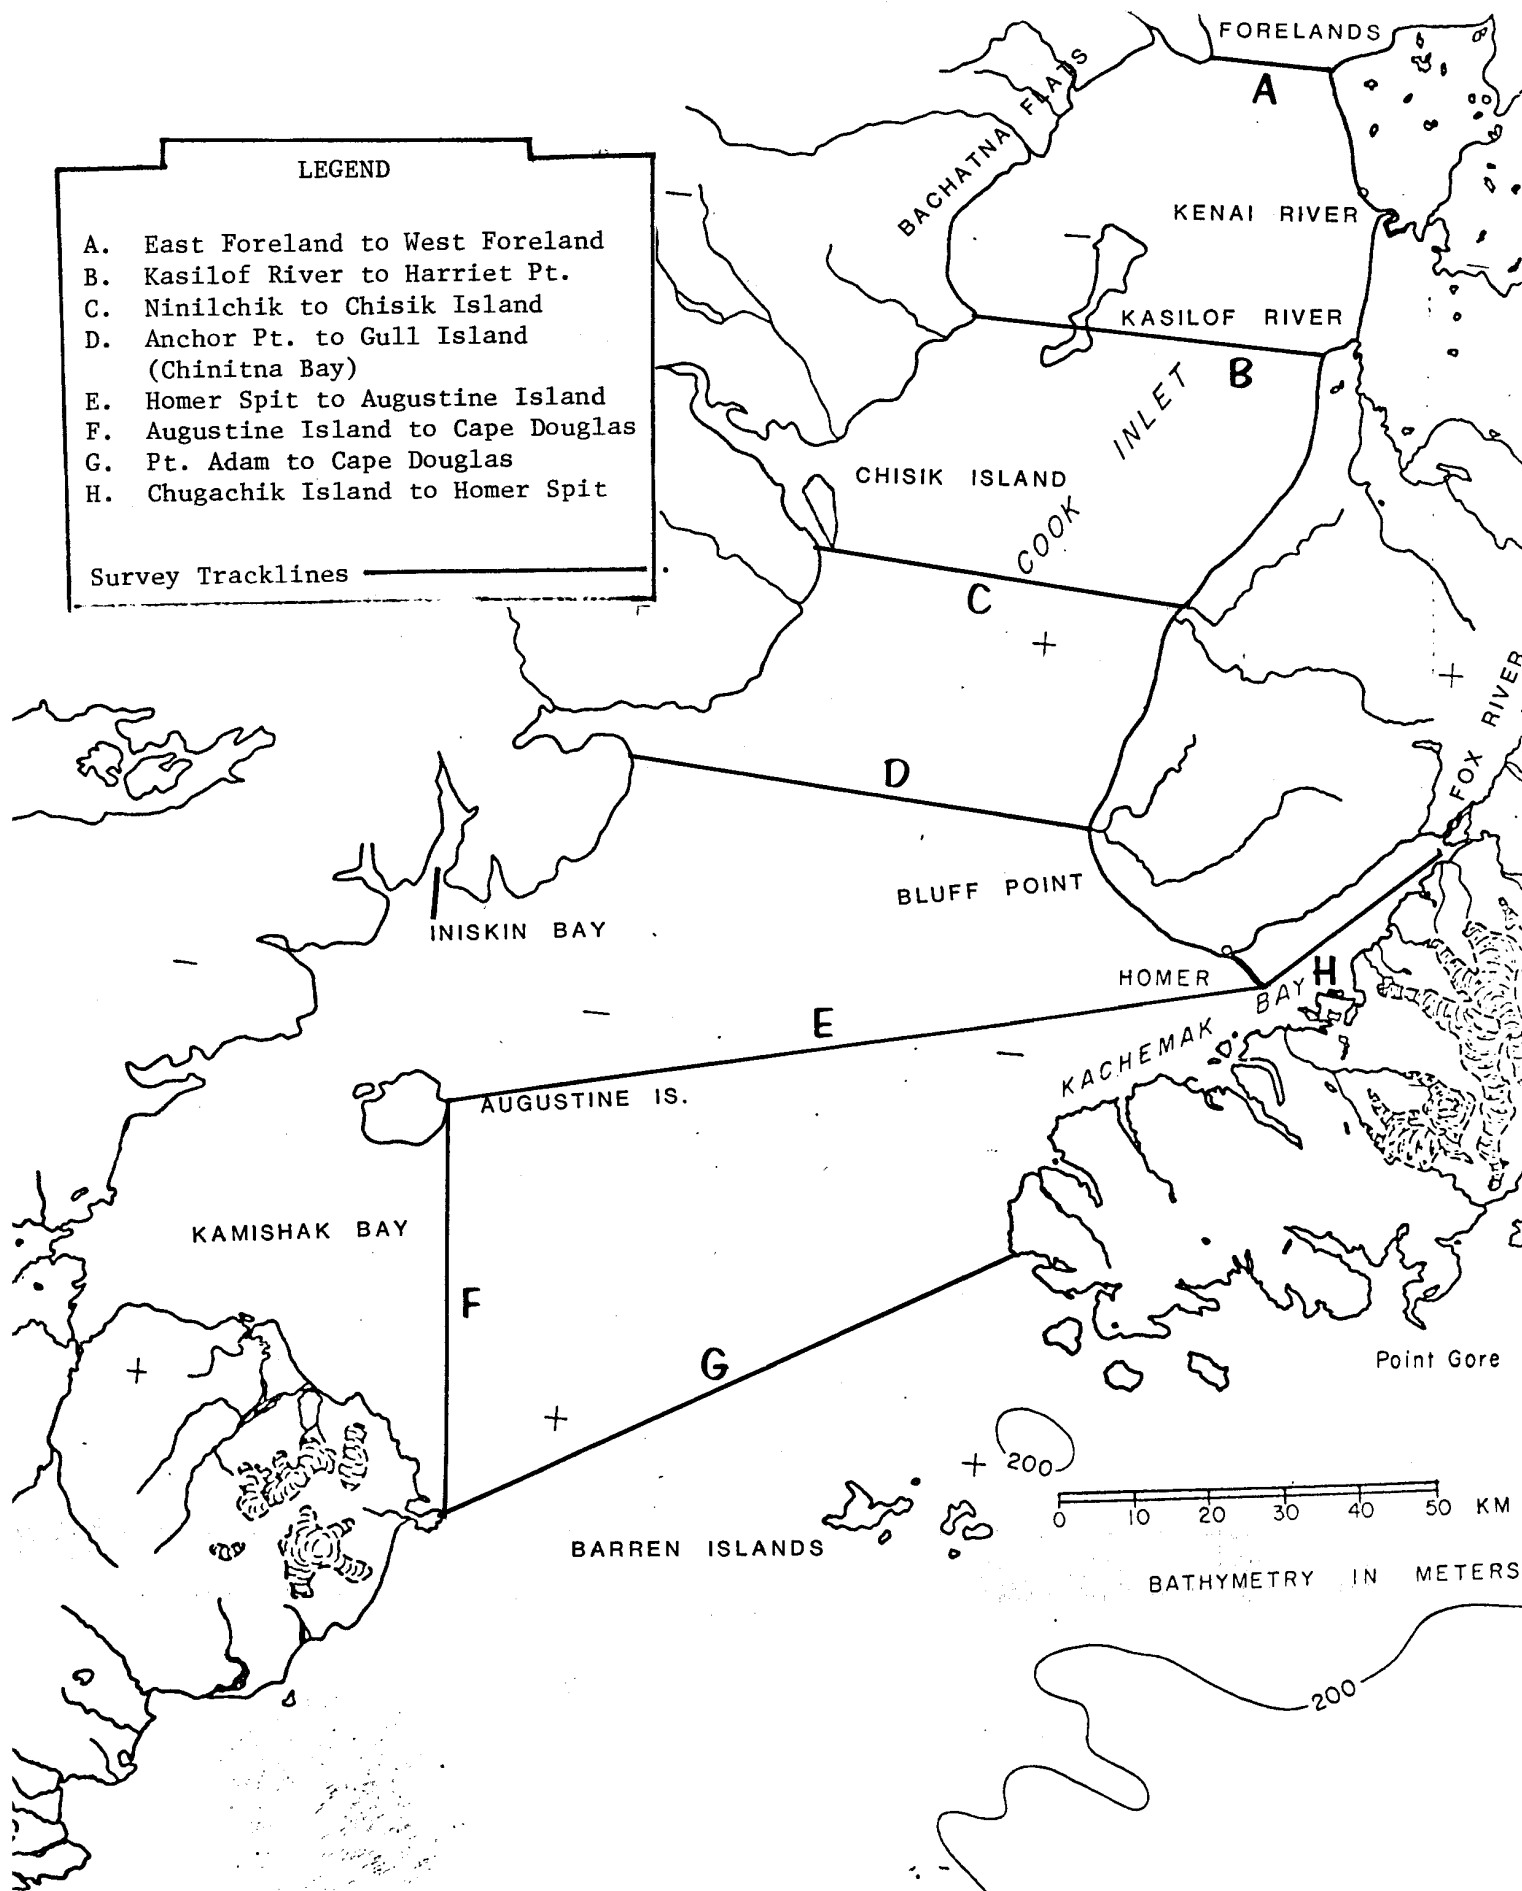 FORELANDS
A
BACHATNA FLATS
LEGEND
A. East Foreland to West Foreland
B. Kasilof River to Harriet Pt.
C. Ninilchik to Chisik Island
D. Anchor Pt. to Gull Island
(Chinitna Bay)
E. Homer Spit to Augustine Island
F. Augustine Island to Cape Douglas
G. Pt. Adam to Cape Douglas
H. Chugachik Island to Homer Spit
Survey Tracklines
KENAI RIVER
KASILOF RIVER
B
COOK INLET
CHISIK ISLAND
C
FOX RIVER
D
BLUFF POINT
INISKIN BAY
HOMER
H
KACHEMAK BAY
E
AUGUSTINE IS.
KAMISHAK BAY
F
G
Point Gore
200
0 10 20 30 40 50 KM
BARREN ISLANDS
BATHYMETRY IN METERS
200